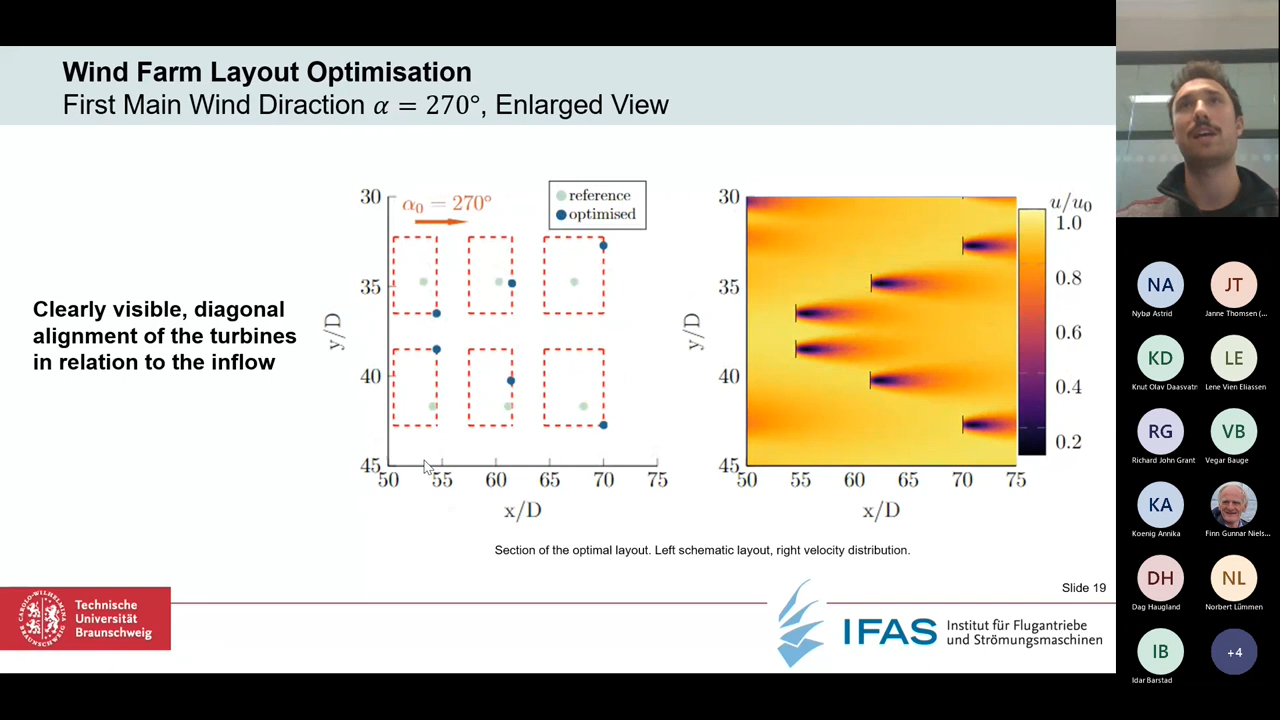 Wind Farm Layout Optimisation
First Main Wind Diraction α = 270°, Enlarged View
Clearly visible, diagonal
alignment of the turbines
in relation to the inflow
α₀ = 270°
reference
optimised
30
35
40
45
y/D
50
55
60
65
70
75
x/D
30
35
40
45
y/D
50
55
60
65
70
75
x/D
u/u₀
1.0
0.8
0.6
0.4
0.2
Section of the optimal layout. Left schematic layout, right velocity distribution.
Slide 19
Technische
Universität
Braunschweig
IFAS
Institut für Flugantriebe
und Strömungsmaschinen
NA
Nybø Astrid
JT
Janne Thomsen (...
KD
Knut Olav Daasvatn
LE
Lene Vien Eliassen
RG
Richard John Grant
VB
Vegar Bauge
KA
Koenig Annika
Finn Gunnar Niels...
DH
Dag Haugland
NL
Norbert Lümmen
IB
Idar Barstad
+4